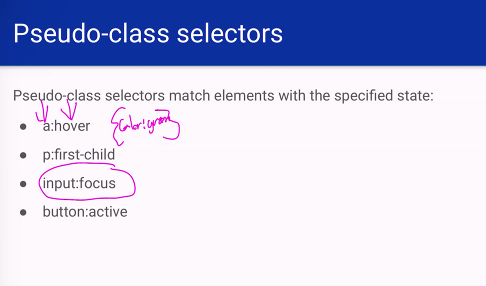 Pseudo-class selectors
Pseudo-class selectors match elements with the specified state:
● a:hover {color:green}
● p:first-child
● input:focus
● button:active